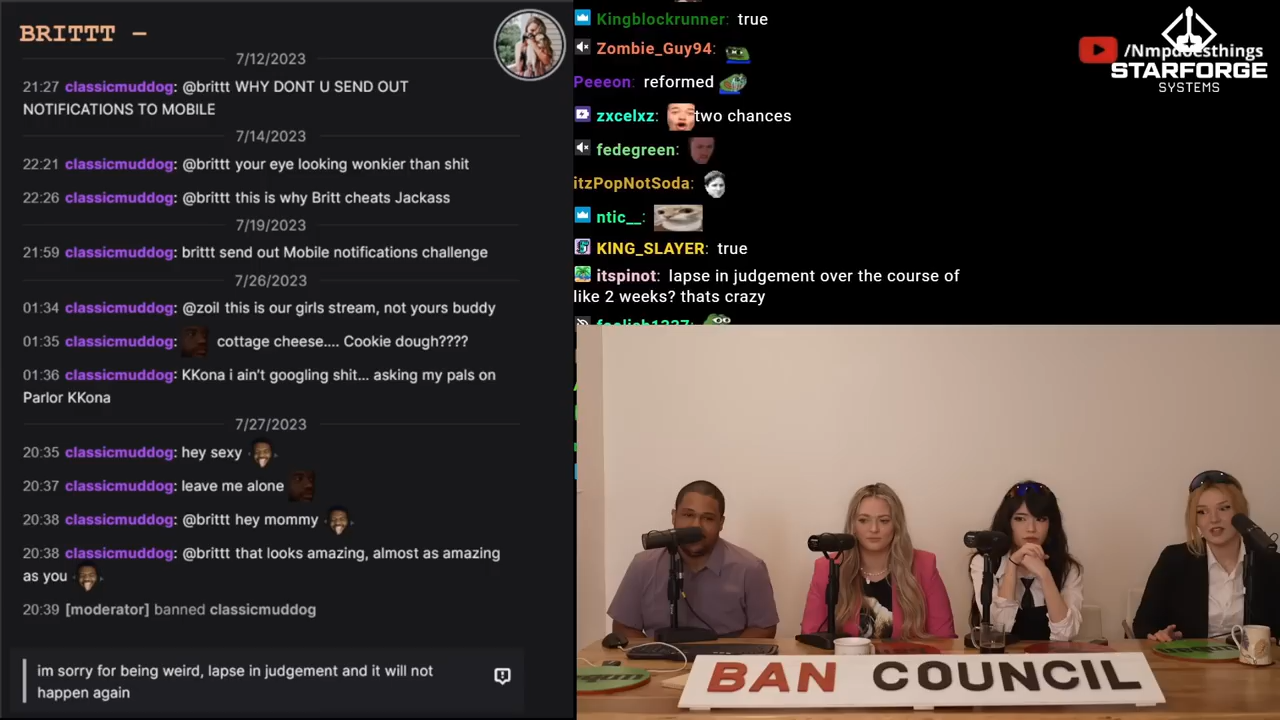 BRITTT –
7/12/2023
21:27 classicmuddog: @brittt WHY DONT U SEND OUT
NOTIFICATIONS TO MOBILE
7/14/2023
22:21 classicmuddog: @brittt your eye looking wonkier than shit
22:26 classicmuddog: @brittt this is why Britt cheats Jackass
7/19/2023
21:59 classicmuddog: brittt send out Mobile notifications challenge
7/26/2023
01:34 classicmuddog: @zoil this is our girls stream, not yours buddy
01:35 classicmuddog: cottage cheese.... Cookie dough????
01:36 classicmuddog: KKona i ain't googling shit... asking my pals on
Parlor KKona
7/27/2023
20:35 classicmuddog: hey sexy
20:37 classicmuddog: leave me alone
20:38 classicmuddog: @brittt hey mommy
20:38 classicmuddog: @brittt that looks amazing, almost as amazing
as you
20:39 [moderator] banned classicmuddog
im sorry for being weird, lapse in judgement and it will not
happen again
Kingblockrunner: true
Zombie_Guy94:
Peeeon: reformed
zxcelxz: two chances
fedegreen:
itzPopNotSoda:
ntic__:
KING_SLAYER: true
itspinot: lapse in judgement over the course of
like 2 weeks? thats crazy
/Nmpdoesthings
STARFORGE
SYSTEMS
BAN COUNCIL